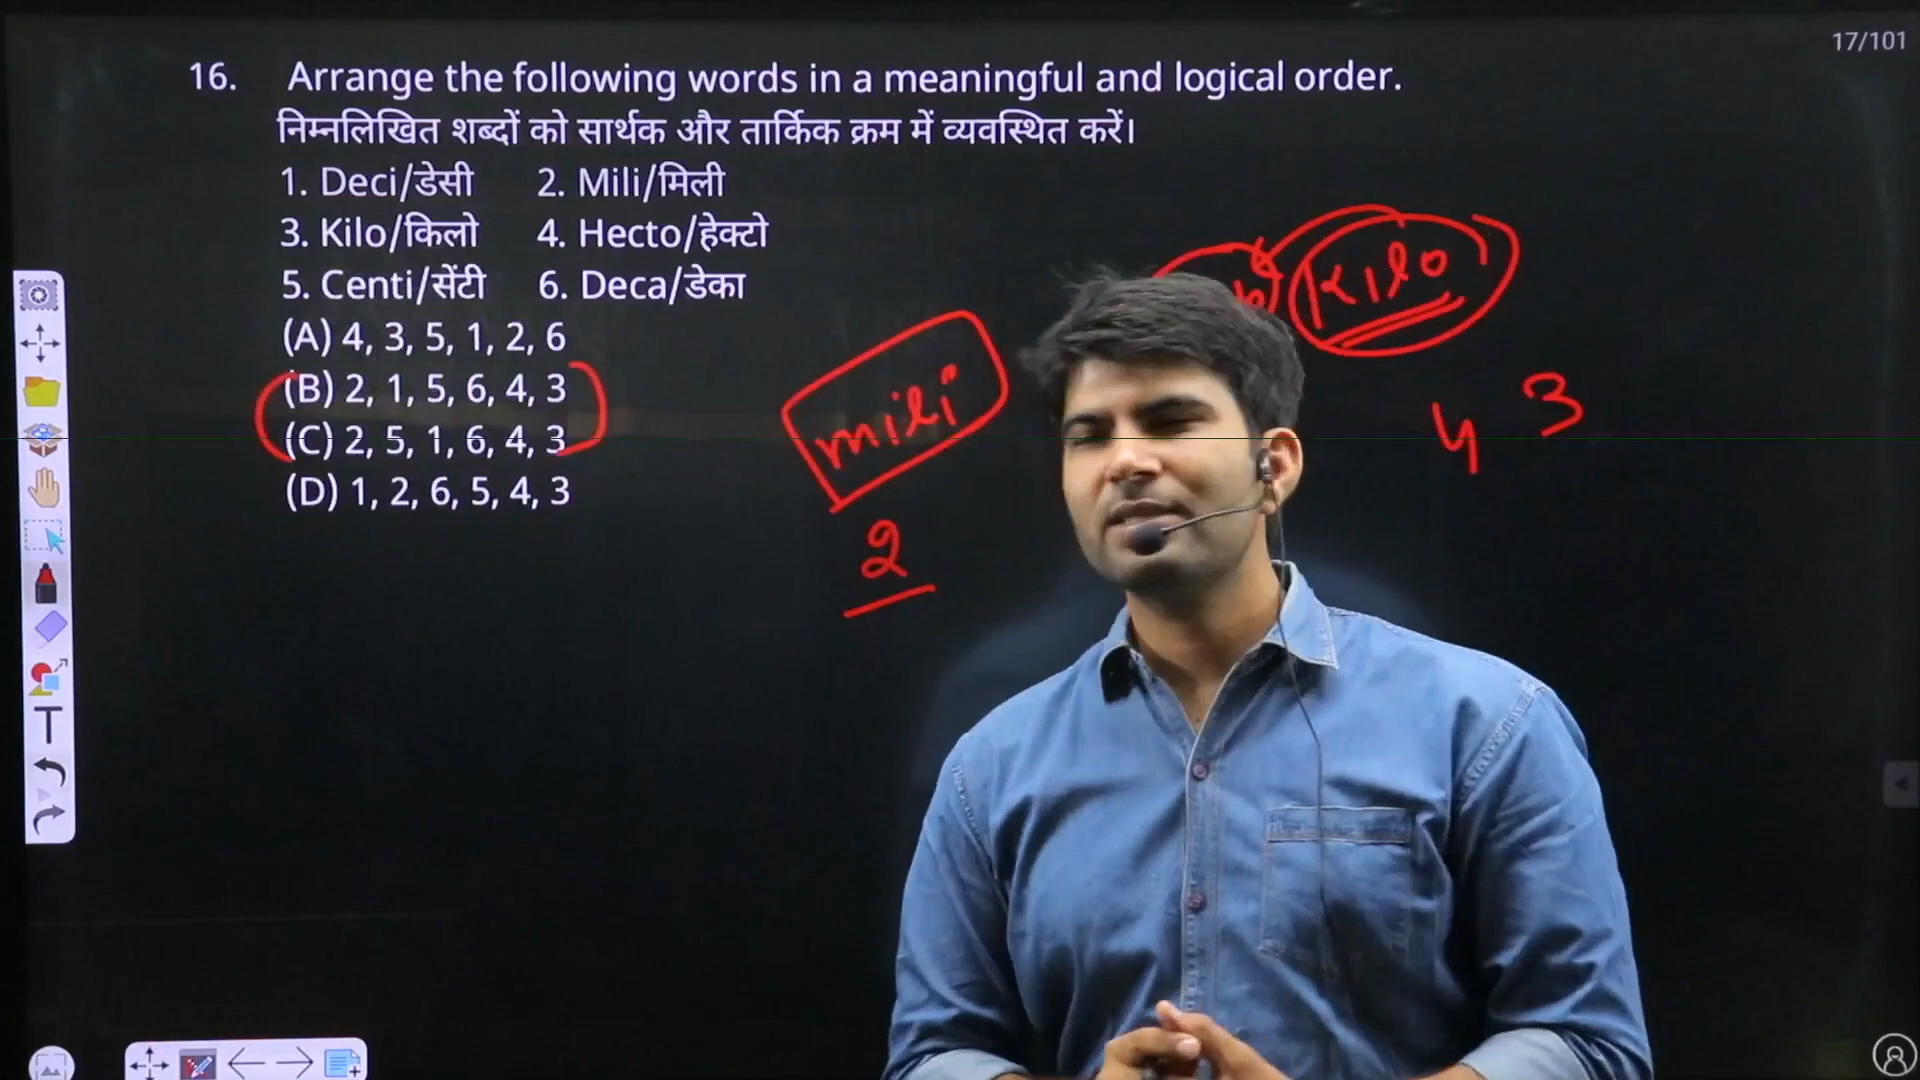 17/101
16. Arrange the following words in a meaningful and logical order.
निम्नलिखित शब्दों को सार्थक और तार्किक क्रम में व्यवस्थित करें।
1. Deci/डेसी 2. Mili/मिली
3. Kilo/किलो 4. Hecto/हेक्टो
5. Centi/सेंटी 6. Deca/डेका
(A) 4, 3, 5, 1, 2, 6
(B) 2, 1, 5, 6, 4, 3
(C) 2, 5, 1, 6, 4, 3
(D) 1, 2, 6, 5, 4, 3
Kilo
mili
4 3
2
T